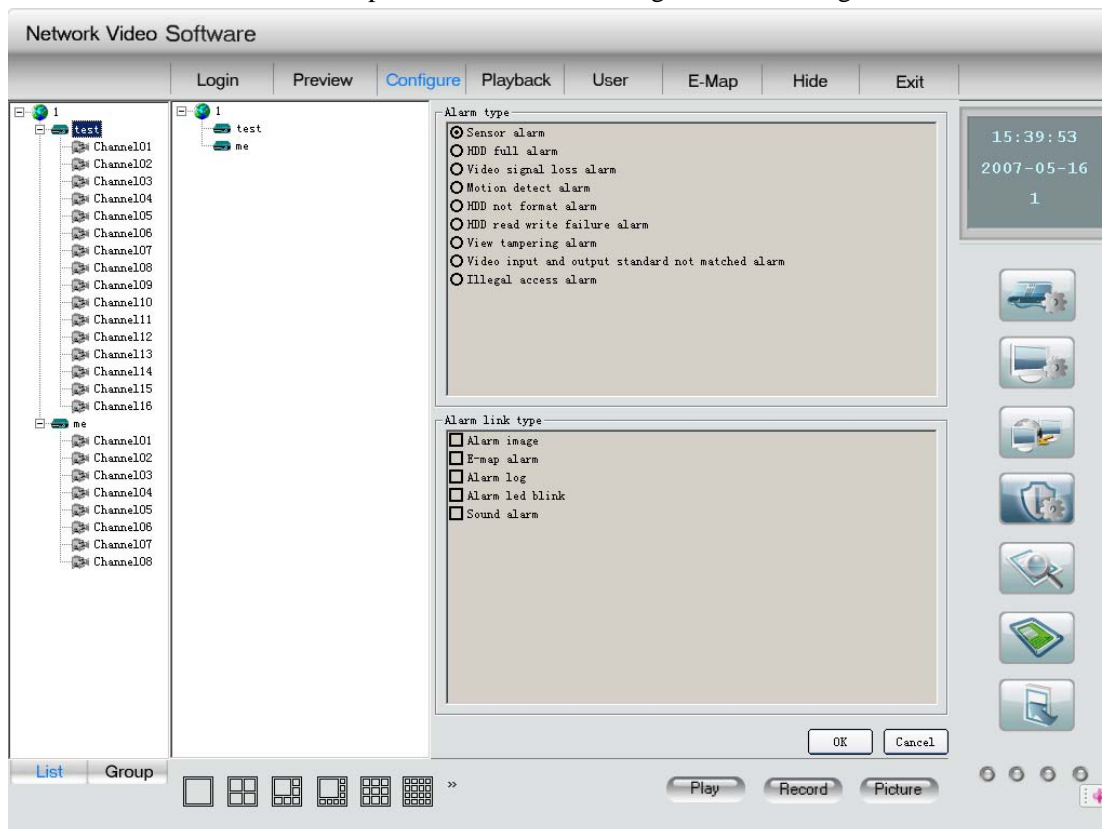 Network Video Software
Login Preview Configure Playback User E-Map Hide Exit
1
test
Channel01
Channel02
Channel03
Channel04
Channel05
Channel06
Channel07
Channel08
Channel09
Channel10
Channel11
Channel12
Channel13
Channel14
Channel15
Channel16
me
Channel01
Channel02
Channel03
Channel04
Channel05
Channel06
Channel07
Channel08
1
test
me
Alarm type
Sensor alarm
HDD full alarm
Video signal loss alarm
Motion detect alarm
HDD not format alarm
HDD read write failure alarm
View tampering alarm
Video input and output standard not matched alarm
Illegal access alarm
Alarm link type
Alarm image
E-map alarm
Alarm log
Alarm led blink
Sound alarm
OK Cancel
15:39:53
2007-05-16
1
List Group
»
Play Record Picture